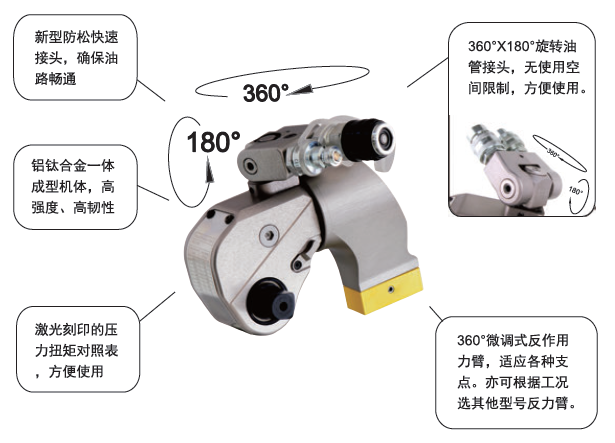 新型防松快速
接头，确保油
路畅通
360°
180°
铝钛合金一体
成型机体，高
强度、高韧性
激光刻印的压
力扭矩对照表
，方便使用
360°X180°旋转油
管接头，无使用空
间限制，方便使用。
360°
180°
360°微调式反作用
力臂，适应各种支
点。亦可根据工况
选其他型号反力臂。